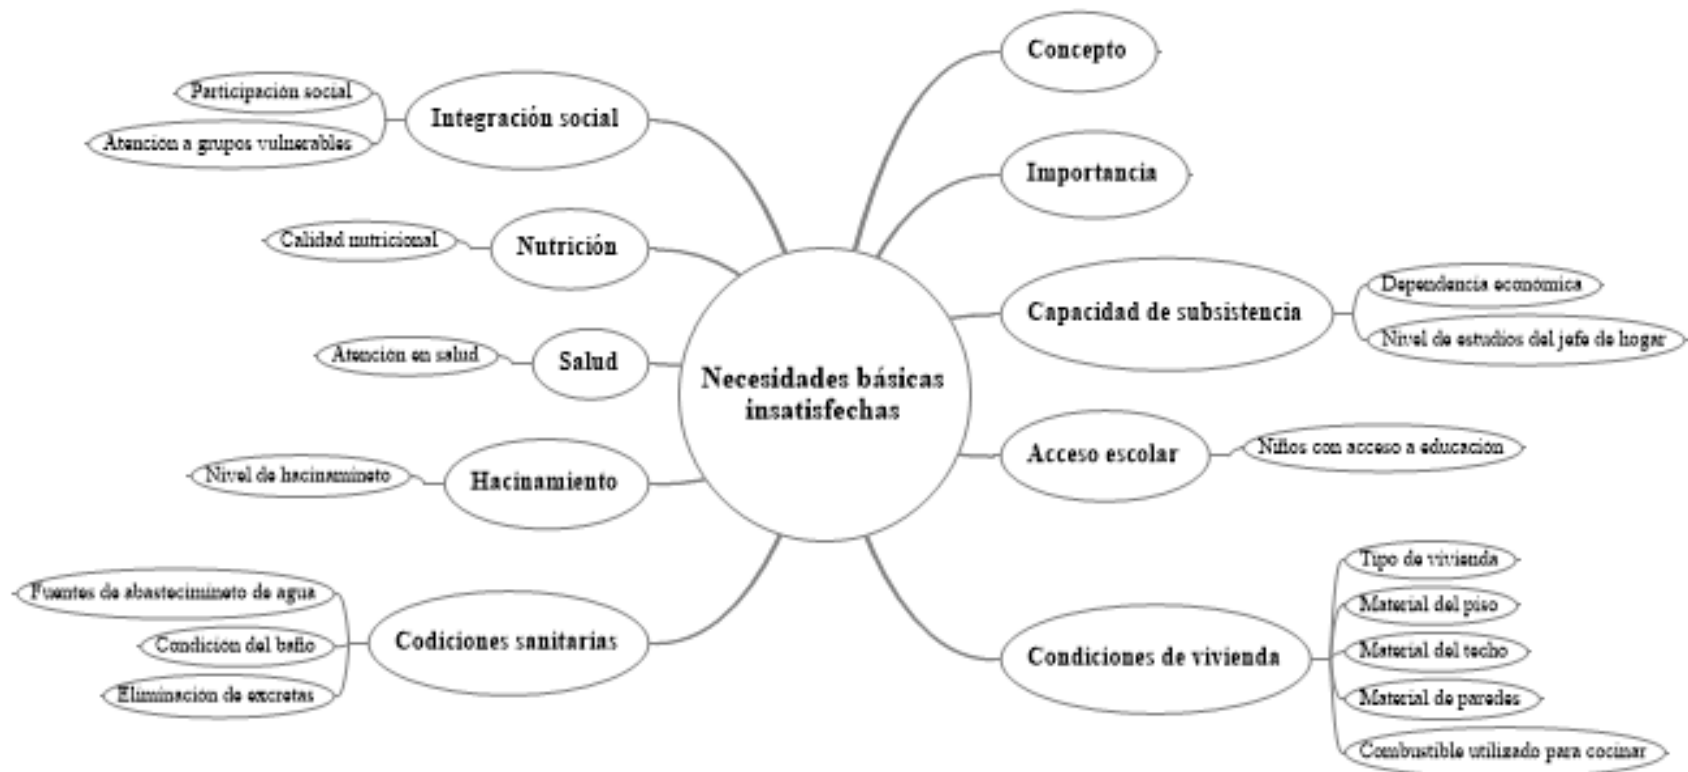 Concepto
Participación social
Integración social
Atención a grupos vulnerables
Importancia
Calidad nutricional
Nutrición
Dependencia económica
Capacidad de subsistencia
Nivel de estudios del jefe de hogar
Atención en salud
Salud
Necesidades básicas
insatisfechas
Acceso escolar
Niños con acceso a educación
Nivel de hacinamineto
Hacinamiento
Fuentes de abastecimineto de agua
Condición del baño
Codiciones sanitarias
Eliminación de excretas
Tipo de vivienda
Material del piso
Condiciones de vivienda
Material del techo
Material de paredes
Combustible utilizado para cocinar